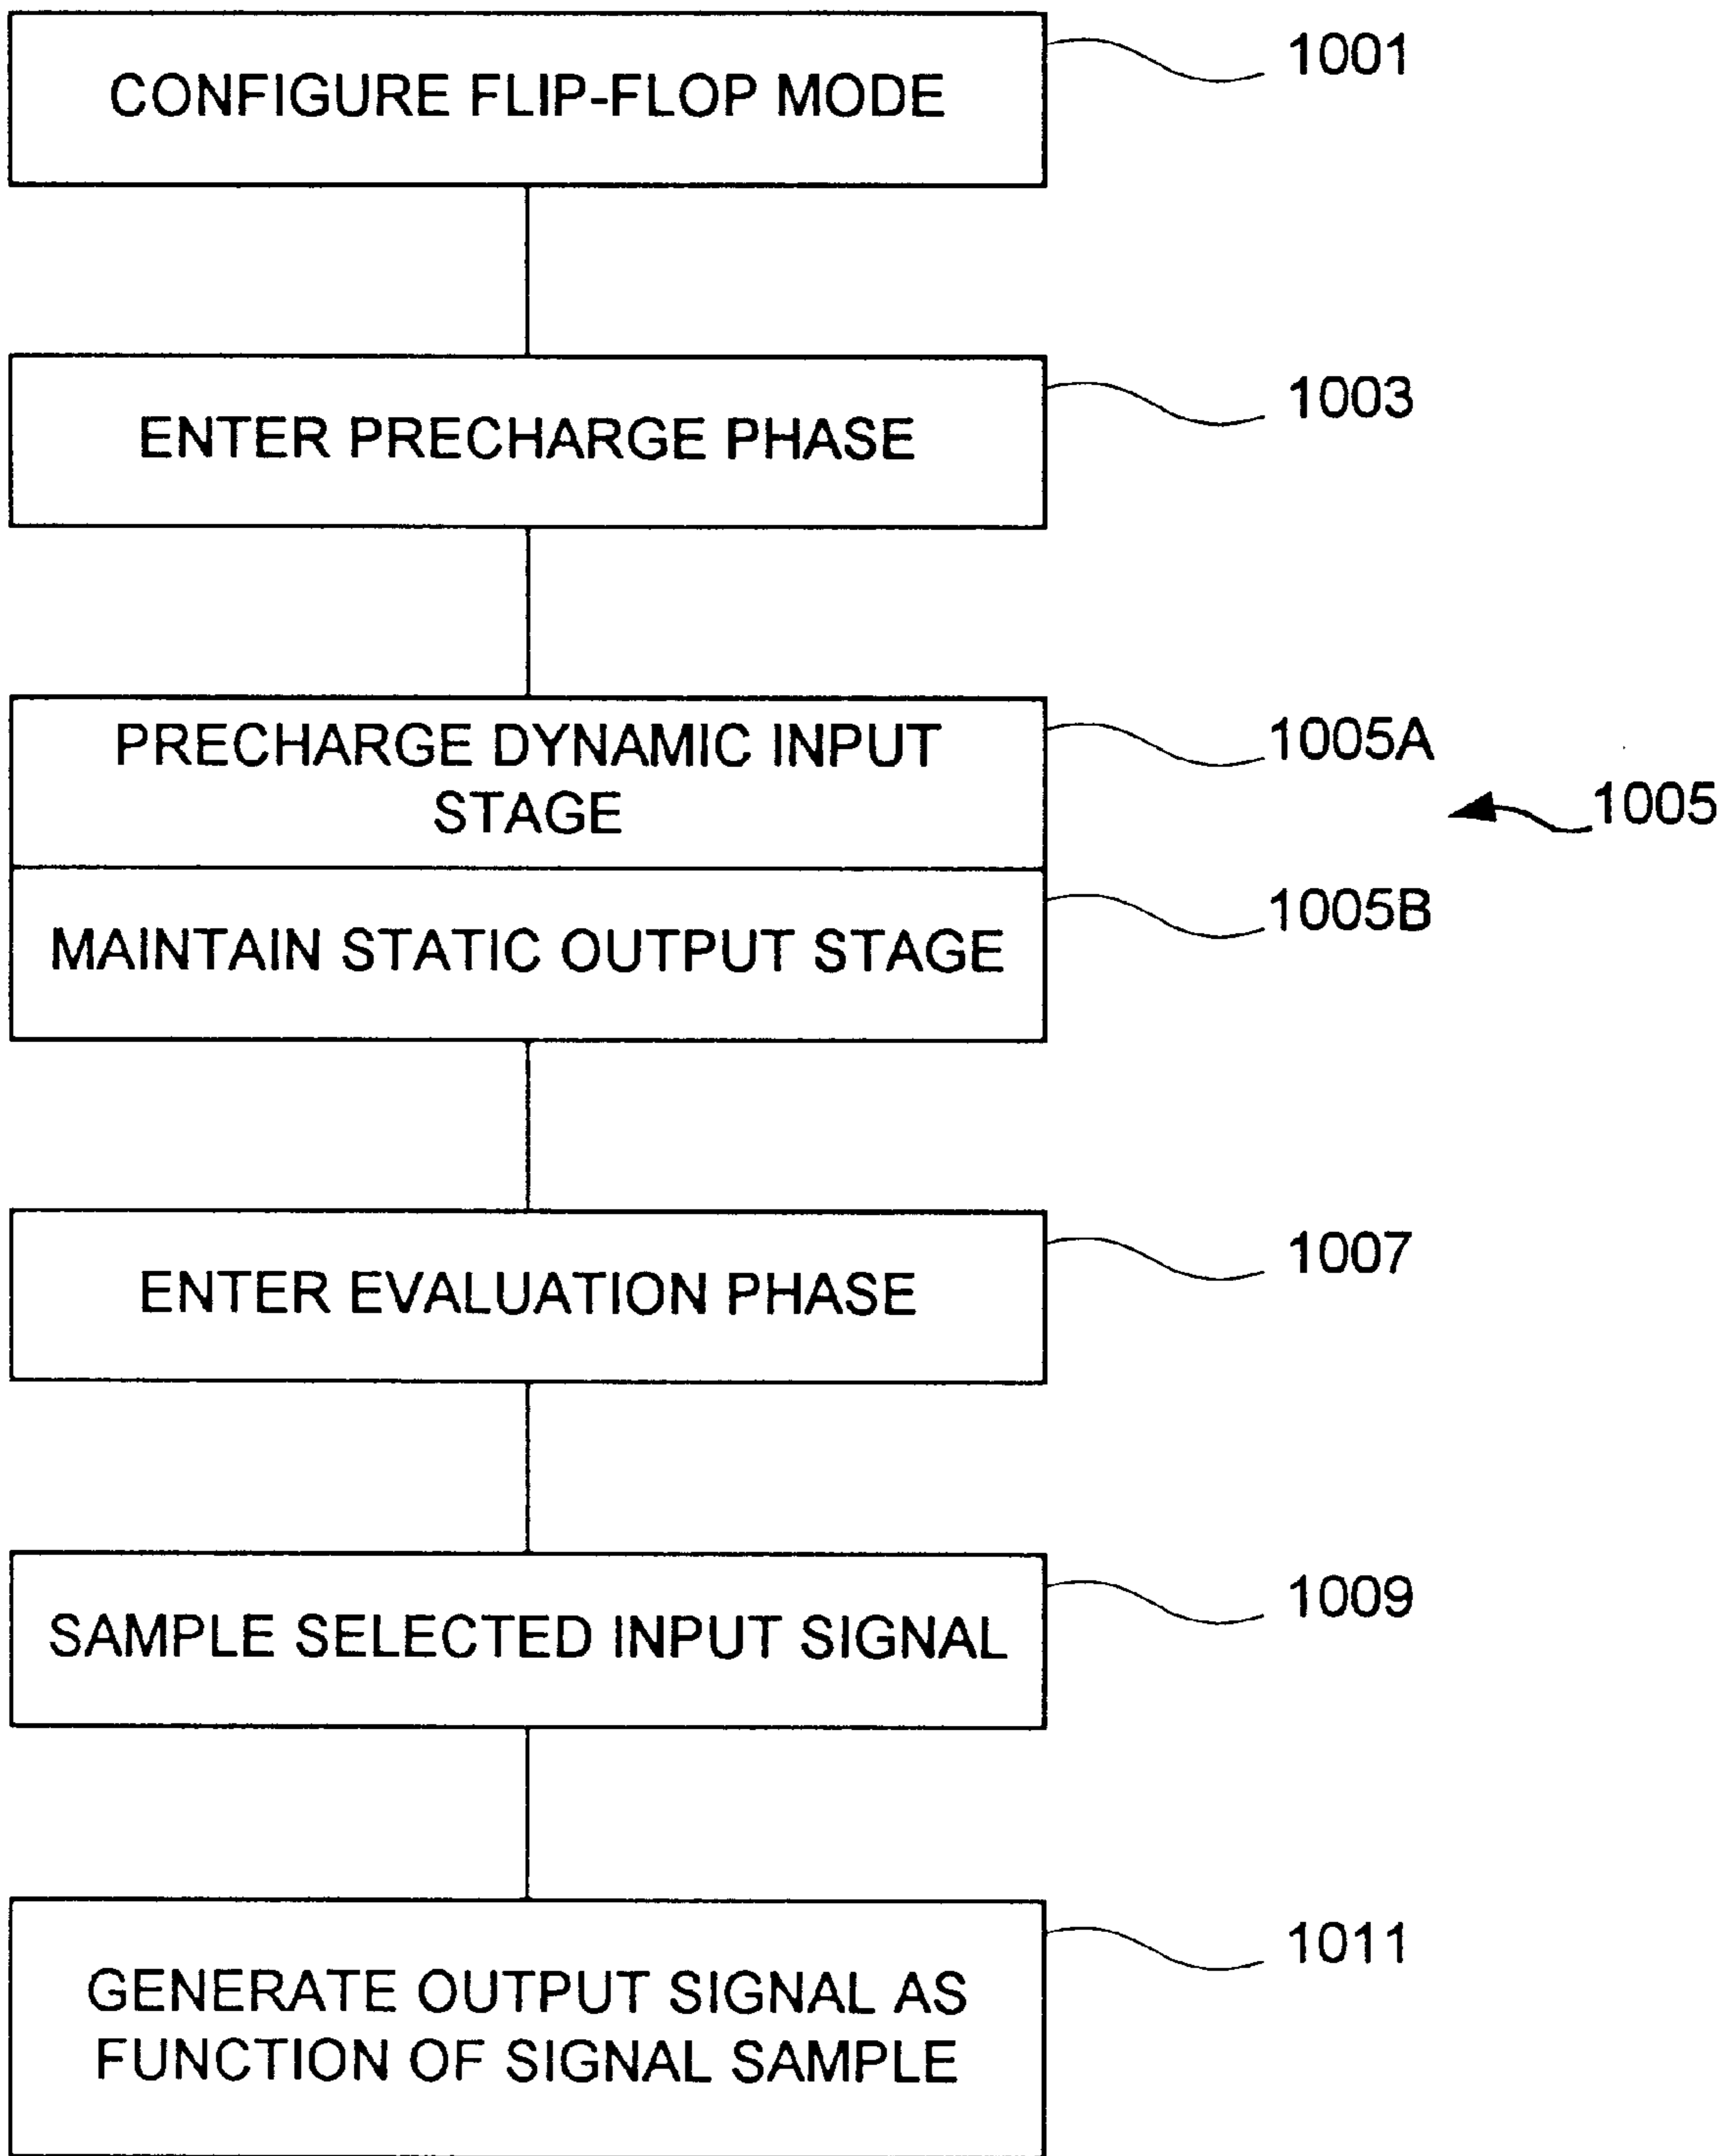 CONFIGURE FLIP-FLOP MODE
1001
ENTER PRECHARGE PHASE
1003
PRECHARGE DYNAMIC INPUT
STAGE
1005A
1005
MAINTAIN STATIC OUTPUT STAGE
1005B
ENTER EVALUATION PHASE
1007
SAMPLE SELECTED INPUT SIGNAL
1009
GENERATE OUTPUT SIGNAL AS
FUNCTION OF SIGNAL SAMPLE
1011